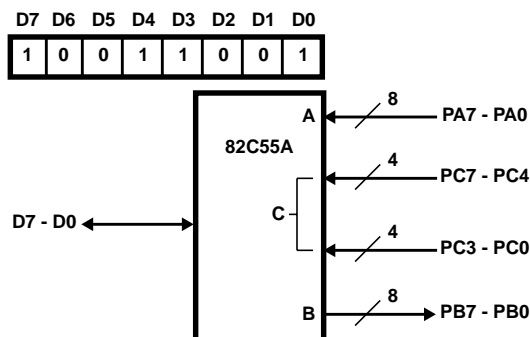 D7 D6 D5 D4 D3 D2 D1 D0
1 0 0 1 1 0 0 1
A 8 PA7 - PA0
82C55A
4 PC7 - PC4
C
D7 - D0
4 PC3 - PC0
B 8 PB7 - PB0